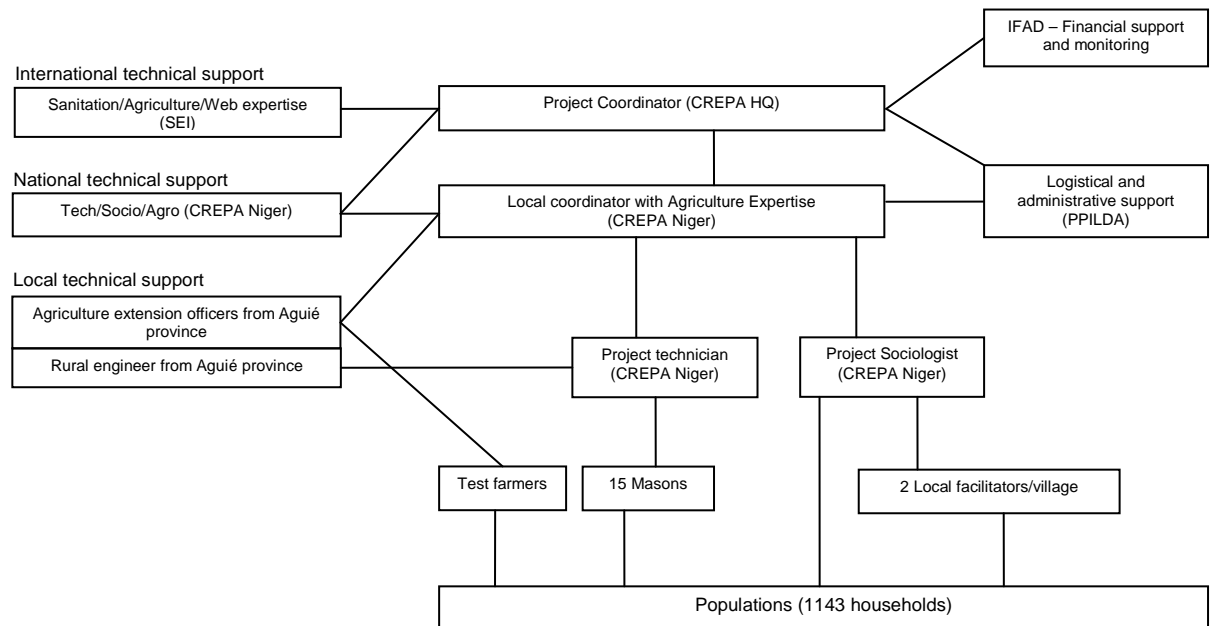 IFAD – Financial support
and monitoring
International technical support
Sanitation/Agriculture/Web expertise
(SEI)
Project Coordinator (CREPA HQ)
National technical support
Tech/Socio/Agro (CREPA Niger)
Local coordinator with Agriculture Expertise
(CREPA Niger)
Logistical and
administrative support
(PPILDA)
Local technical support
Agriculture extension officers from Aguié
province
Rural engineer from Aguié province
Project technician
(CREPA Niger)
Project Sociologist
(CREPA Niger)
Test farmers
15 Masons
2 Local facilitators/village
Populations (1143 households)